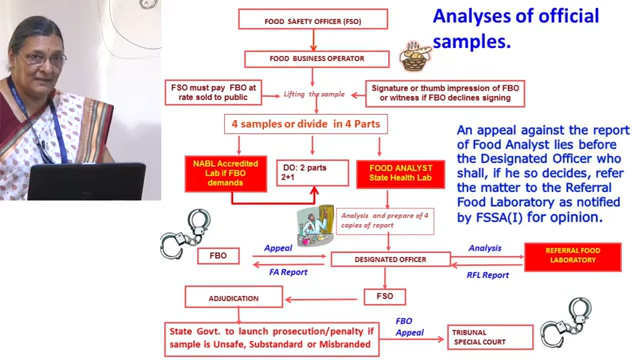 FOOD SAFETY OFFICER (FSO)
Analyses of official
samples.
FOOD BUSINESS OPERATOR
FSO must pay FBO at
rate sold to public
Lifting the sample
Signature or thumb impression of FBO
or witness if FBO declines signing
4 samples or divide in 4 Parts
NABL Accredited
Lab if FBO
demands
DO: 2 parts
2+1
FOOD ANALYST
State Health Lab
An appeal against the report
of Food Analyst lies before
the Designated Officer who
shall, if he so decides, refer
the matter to the Referral
Food Laboratory as notified
by FSSA(I) for opinion.
Analysis and prepare of 4
copies of report
FBO
Appeal
FA Report
DESIGNATED OFFICER
Analysis
RFL Report
REFERRAL FOOD
LABORATORY
ADJUDICATION
FSO
State Govt. to launch prosecution/penalty if
sample is Unsafe, Substandard or Misbranded
FBO
Appeal
TRIBUNAL
SPECIAL COURT